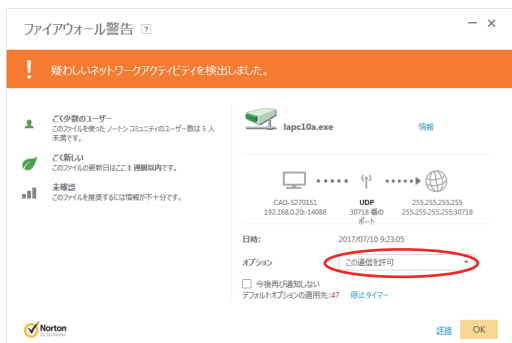 ファイアウォール警告 ?
! 疑わしいネットワークアクティビティを検出しました。
ごく少数のユーザー
このファイルを使った ノートン コミュニティのユーザー数は 5 人
未満です。
ごく新しい
このファイルの更新日はここ 1 週間以内です。
未確認
このファイルを推奨するには情報が不十分です。
lapc10a.exe
情報
CAD-S2701S1
192.168.0.20:-14088
UDP
30718 番の
ポート
255.255.255.255
255.255.255.255:30718
日時:
2017/07/10 9:23:05
オプション
この通信を許可
今後再び通知しない
デフォルトオプションの適用先:47 停止タイマー
Norton
by Symantec
詳細
OK